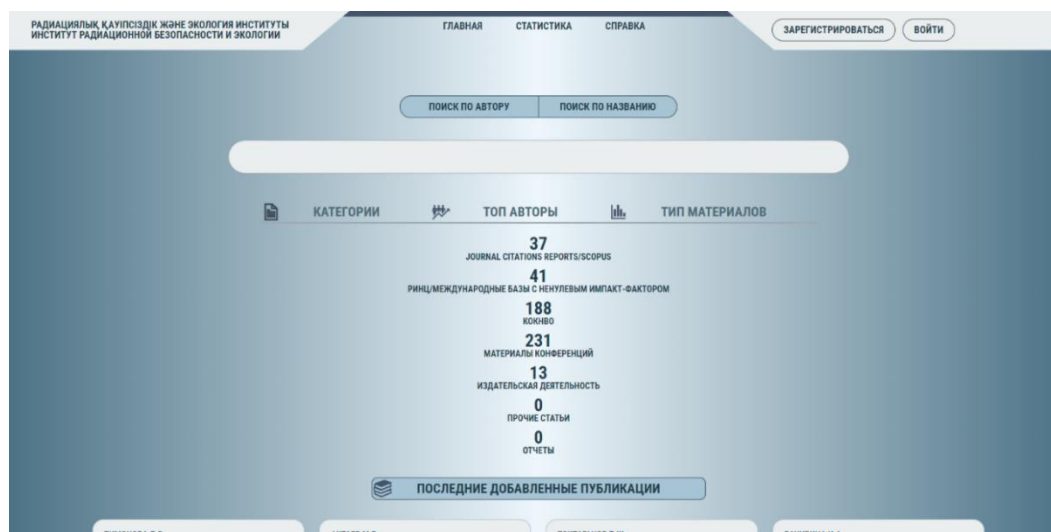 РАДИАЦИЯЛЫҚ ҚАУІПСІЗДІК ЖӘНЕ ЭКОЛОГИЯ ИНСТИТУТЫ
ИНСТИТУТ РАДИАЦИОННОЙ БЕЗОПАСНОСТИ И ЭКОЛОГИИ
ГЛАВНАЯ СТАТИСТИКА СПРАВКА
ЗАРЕГИСТРИРОВАТЬСЯ ВОЙТИ
ПОИСК ПО АВТОРУ ПОИСК ПО НАЗВАНИЮ
КАТЕГОРИИ ТОП АВТОРЫ ТИП МАТЕРИАЛОВ
37
JOURNAL CITATIONS REPORTS/SCOPUS
41
РИНЦ/МЕЖДУНАРОДНЫЕ БАЗЫ С НЕНУЛЕВЫМ ИМПАКТ-ФАКТОРОМ
188
КОКНВО
231
МАТЕРИАЛЫ КОНФЕРЕНЦИЙ
13
ИЗДАТЕЛЬСКАЯ ДЕЯТЕЛЬНОСТЬ
0
ПРОЧИЕ СТАТЬИ
0
ОТЧЕТЫ
ПОСЛЕДНИЕ ДОБАВЛЕННЫЕ ПУБЛИКАЦИИ